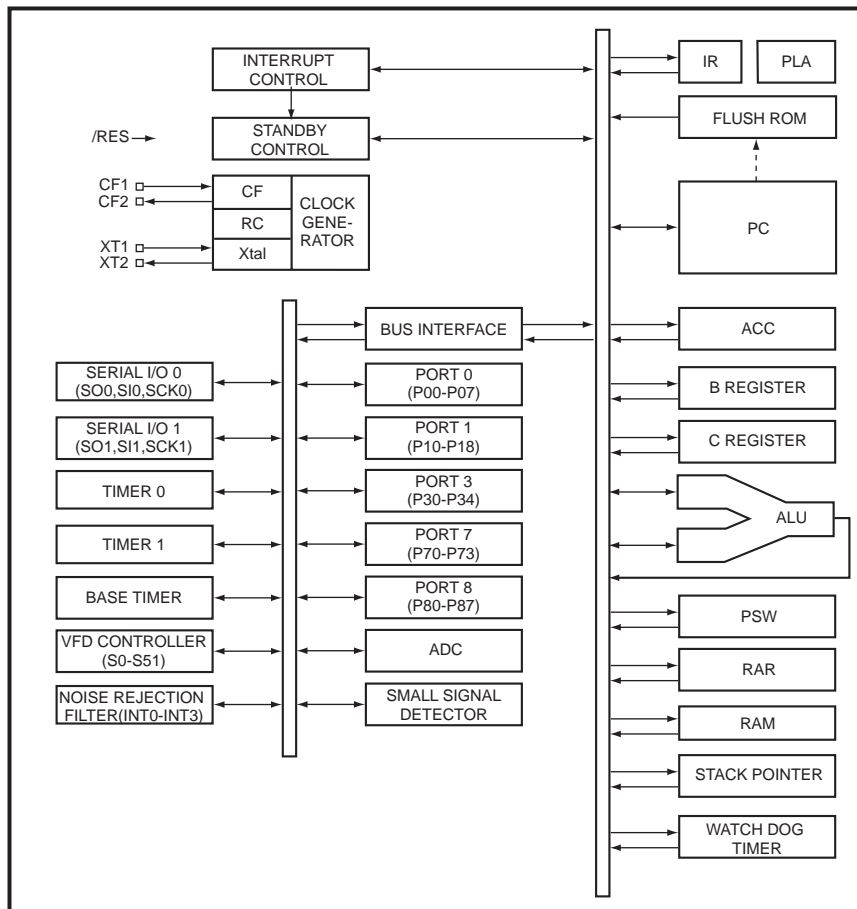 INTERRUPT
CONTROL
IR
PLA
FLUSH ROM
/RES
STANDBY
CONTROL
CF1
CF2
CF
RC
Xtal
CLOCK
GENE-
RATOR
XT1
XT2
PC
BUS INTERFACE
ACC
SERIAL I/O 0
(SO0,SI0,SCK0)
PORT 0
(P00-P07)
B REGISTER
SERIAL I/O 1
(SO1,SI1,SCK1)
PORT 1
(P10-P18)
C REGISTER
TIMER 0
PORT 3
(P30-P34)
ALU
TIMER 1
PORT 7
(P70-P73)
BASE TIMER
PORT 8
(P80-P87)
PSW
VFD CONTROLLER
(S0-S51)
ADC
RAR
NOISE REJECTION
FILTER(INT0-INT3)
SMALL SIGNAL
DETECTOR
RAM
STACK POINTER
WATCH DOG
TIMER